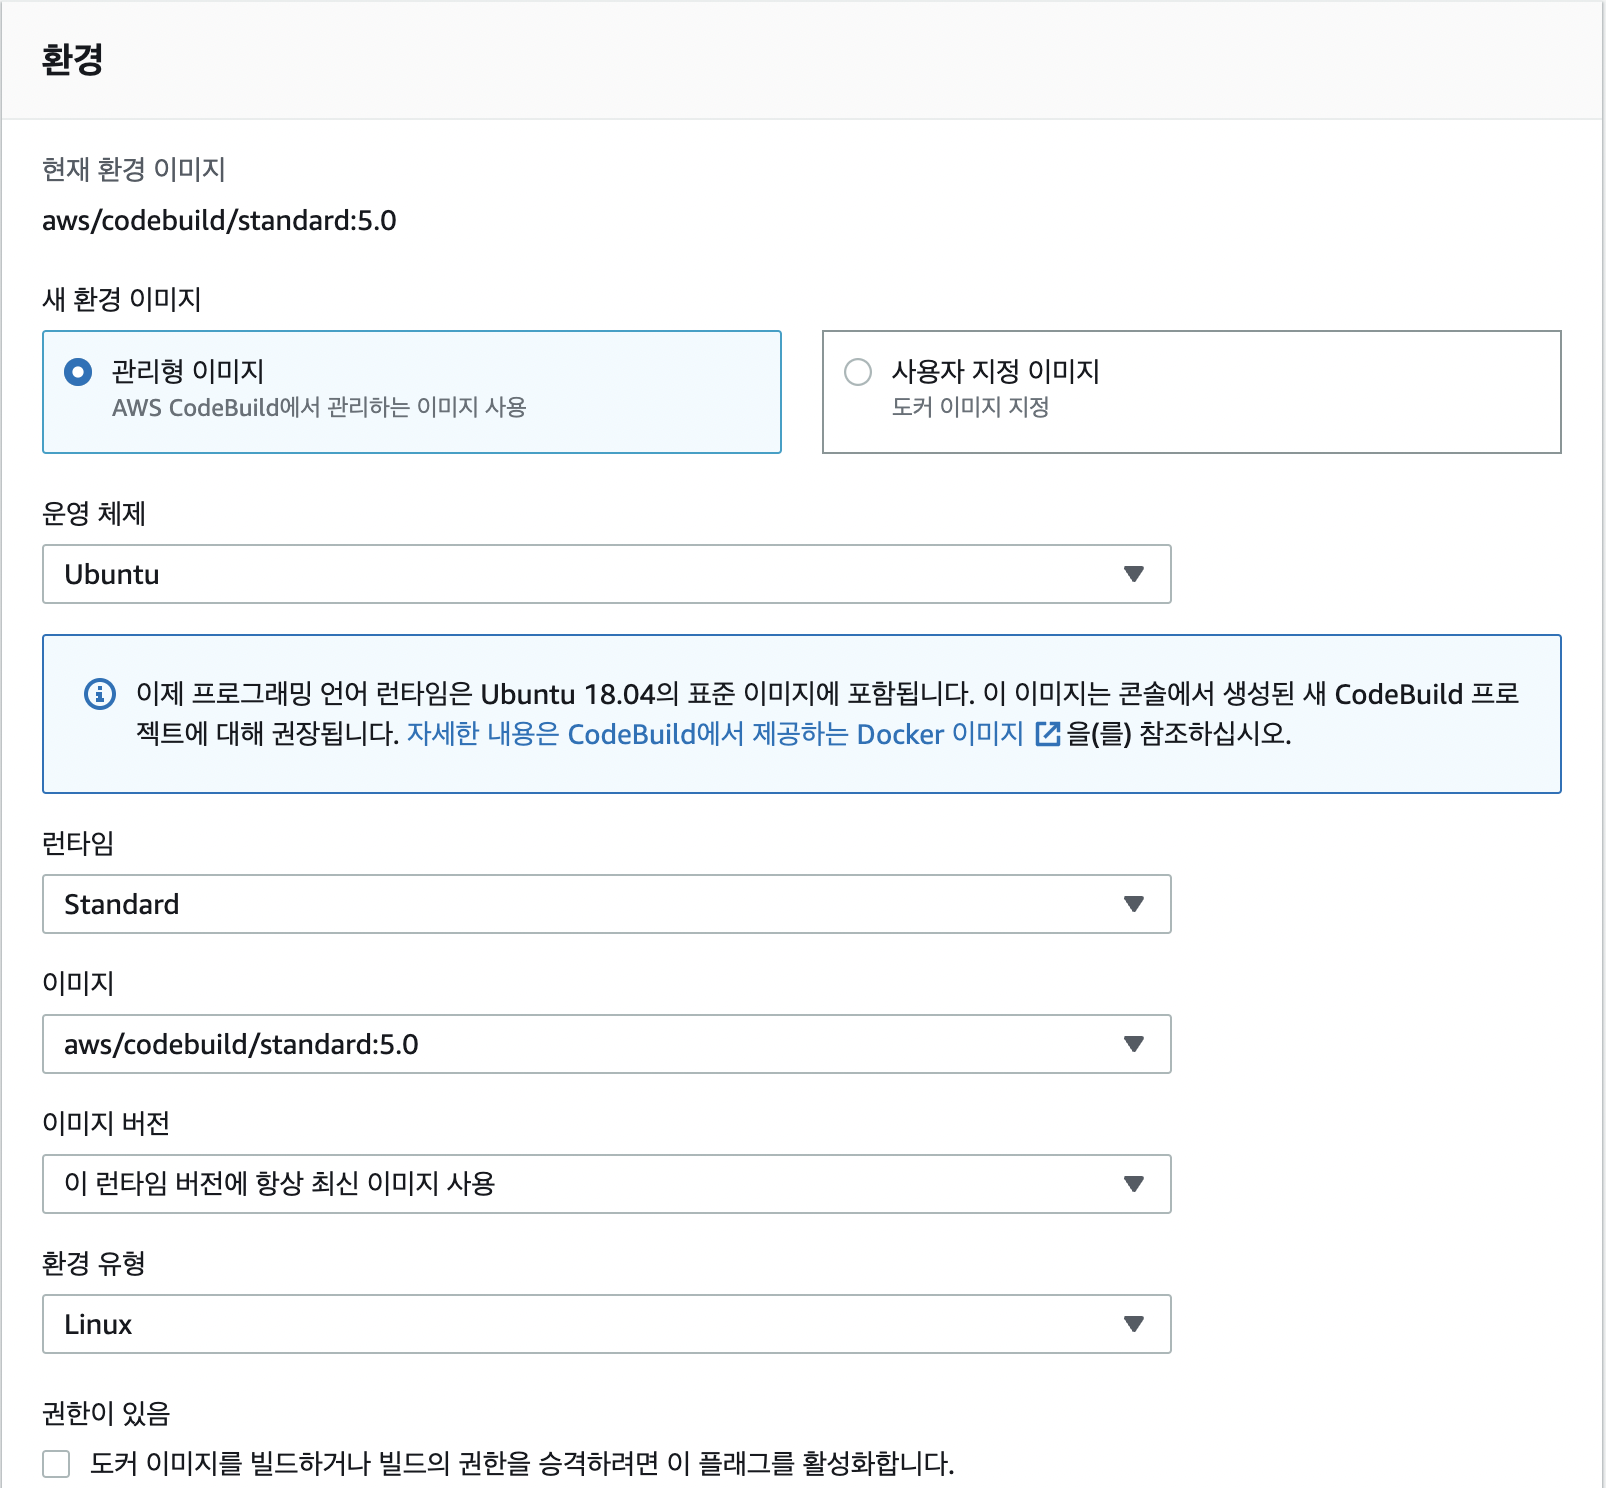 환경
현재 환경 이미지
aws/codebuild/standard:5.0
새 환경 이미지
관리형 이미지
AWS CodeBuild에서 관리하는 이미지 사용
사용자 지정 이미지
도커 이미지 지정
운영 체제
Ubuntu
이제 프로그래밍 언어 런타임은 Ubuntu 18.04의 표준 이미지에 포함됩니다. 이 이미지는 콘솔에서 생성된 새 CodeBuild 프로
젝트에 대해 권장됩니다. 자세한 내용은 CodeBuild에서 제공하는 Docker 이미지 을(를) 참조하십시오.
런타임
Standard
이미지
aws/codebuild/standard:5.0
이미지 버전
이 런타임 버전에 항상 최신 이미지 사용
환경 유형
Linux
권한이 있음
도커 이미지를 빌드하거나 빌드의 권한을 승격하려면 이 플래그를 활성화합니다.